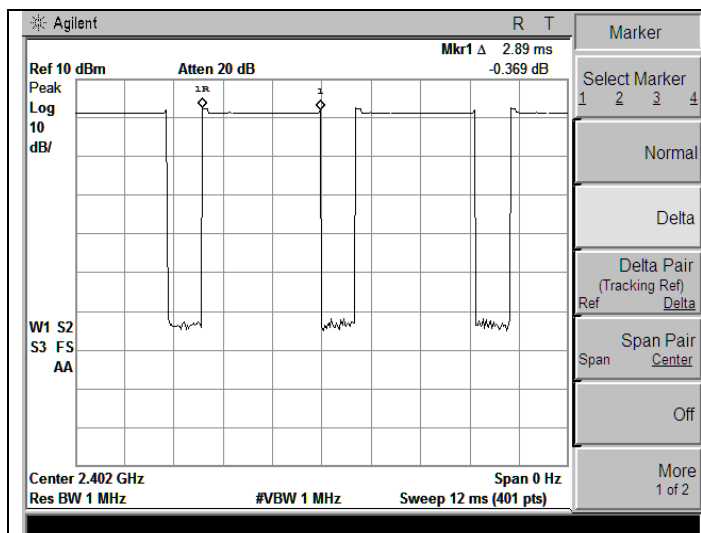 Agilent
R T
Marker
Mkr1 Δ 2.89 ms
Ref 10 dBm Atten 20 dB -0.369 dB
Peak
Log
10
dB/
1R
1
W1 S2
S3 FS
AA
Center 2.402 GHz Span 0 Hz
Res BW 1 MHz #VBW 1 MHz Sweep 12 ms (401 pts)
Select Marker
1 2 3 4
Normal
Delta
Delta Pair
(Tracking Ref)
Ref Delta
Span Pair
Span Center
Off
More
1 of 2